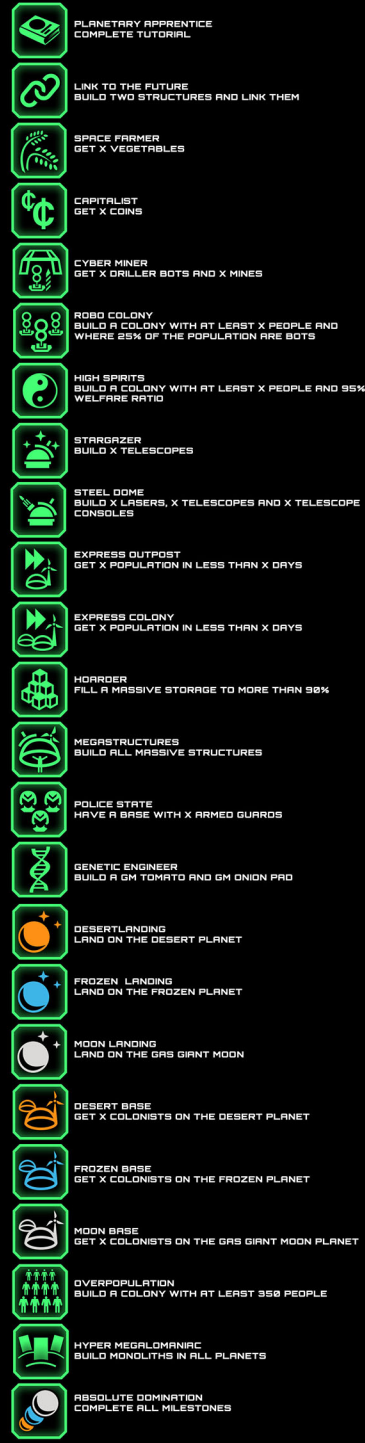 PLANETARY APPRENTICE
COMPLETE TUTORIAL
LINK TO THE FUTURE
BUILD TWO STRUCTURES AND LINK THEM
SPACE FARMER
GET X VEGETABLES
CAPITALIST
GET X COINS
CYBER MINER
GET X DRILLER BOTS AND X MINES
ROBO COLONY
BUILD A COLONY WITH AT LEAST X PEOPLE AND
WHERE 25% OF THE POPULATION ARE BOTS
HIGH SPIRITS
BUILD A COLONY WITH AT LEAST X PEOPLE AND 95%
WELFARE RATIO
STARGAZER
BUILD X TELESCOPES
STEEL DOME
BUILD X LASERS, X TELESCOPES AND X TELESCOPE
CONSOLES
EXPRESS OUTPOST
GET X POPULATION IN LESS THAN X DAYS
EXPRESS COLONY
GET X POPULATION IN LESS THAN X DAYS
HOARDER
FILL A MASSIVE STORAGE TO MORE THAN 90%
MEGASTRUCTURES
BUILD ALL MASSIVE STRUCTURES
POLICE STATE
HAVE A BASE WITH X ARMED GUARDS
GENETIC ENGINEER
BUILD A GM TOMATO AND GM ONION PAD
DESERTLANDING
LAND ON THE DESERT PLANET
FROZEN LANDING
LAND ON THE FROZEN PLANET
MOON LANDING
LAND ON THE GAS GIANT MOON
DESERT BASE
GET X COLONISTS ON THE DESERT PLANET
FROZEN BASE
GET X COLONISTS ON THE FROZEN PLANET
MOON BASE
GET X COLONISTS ON THE GAS GIANT MOON PLANET
OVERPOPULATION
BUILD A COLONY WITH AT LEAST 350 PEOPLE
HYPER MEGALOMANIAC
BUILD MONOLITHS IN ALL PLANETS
ABSOLUTE DOMINATION
COMPLETE ALL MILESTONES